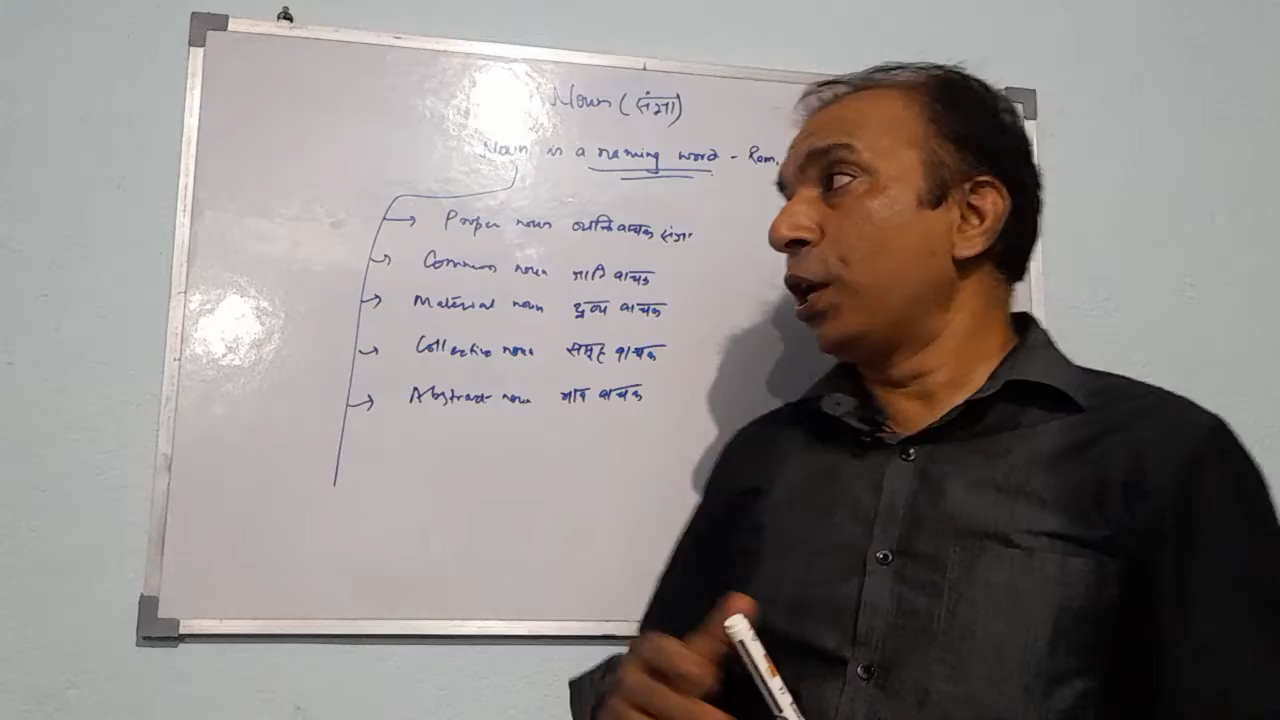 Noun (संज्ञा)
Noun is a naming word - Ram,
Proper noun व्यक्तिवाचक संज्ञा
Common noun जाति वाचक
Material noun द्रव्य वाचक
Collective noun समूह वाचक
Abstract noun भाव वाचक